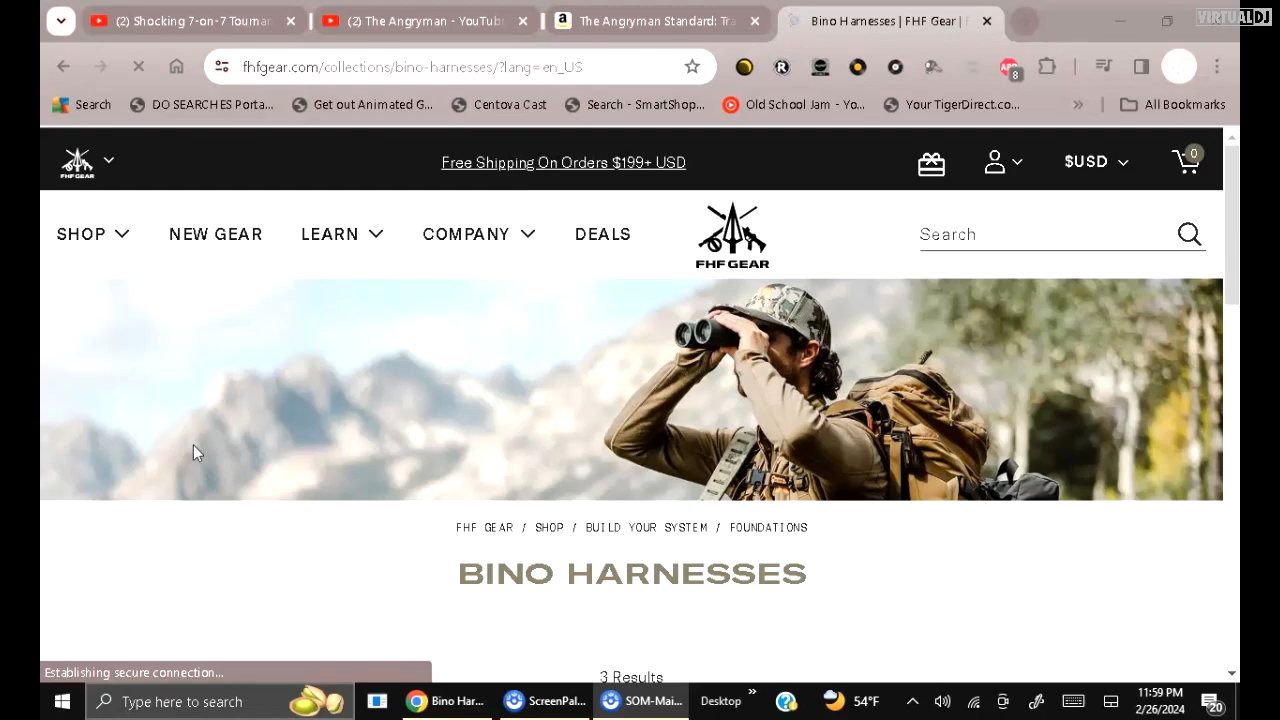 VIRTUALDJ
(2) Shocking 7-on-7 Tournam
(2) The Angryman - YouTube
The Angryman Standard: Tra
Bino Harnesses | FHF Gear |
fhfgear.com/collections/bino-harnesses/?lang=en_US
8
Search
DO SEARCHES Porta...
Get out Animated G...
Centova Cast
Search - SmartShop...
Old School Jam - Yo...
Your TigerDirect.co...
»
All Bookmarks
FHF GEAR
Free Shipping On Orders $199+ USD
$USD
0
SHOP
NEW GEAR
LEARN
COMPANY
DEALS
FHF GEAR
Search
FHF GEAR / SHOP / BUILD YOUR SYSTEM / FOUNDATIONS
BINO HARNESSES
3 Results
Establishing secure connection...
Type here to search
Bino Har...
ScreenPal...
SOM-Mai...
Desktop
»
54°F
11:59 PM
2/26/2024
20